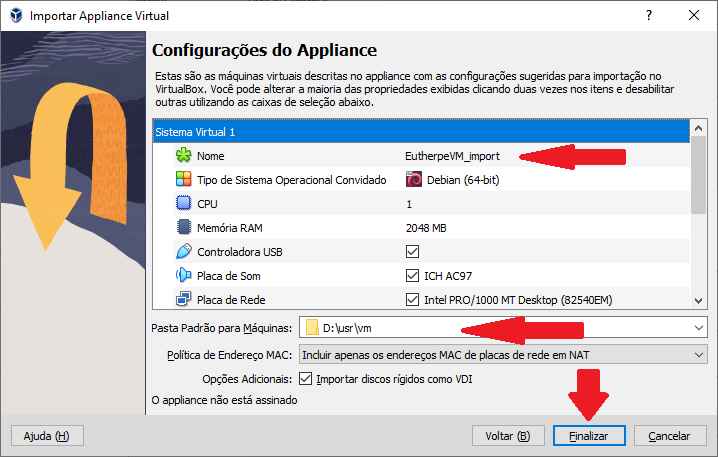 Importar Appliance Virtual
Configurações do Appliance
Estas são as máquinas virtuais descritas no appliance com as configurações sugeridas para importação no
VirtualBox. Você pode alterar a maioria das propriedades exibidas clicando duas vezes nos itens e desabilitar
outras utilizando as caixas de seleção abaixo.
Sistema Virtual 1
Nome EutherpeVM_import
Tipo de Sistema Operacional Convidado Debian (64-bit)
CPU 1
Memória RAM 2048 MB
Controladora USB
Placa de Som ICH AC97
Placa de Rede Intel PRO/1000 MT Desktop (82540EM)
Pasta Padrão para Máquinas: D:\usr\vm
Política de Endereço MAC: Incluir apenas os endereços MAC de placas de rede em NAT
Opções Adicionais: Importar discos rígidos como VDI
O appliance não está assinado
Ajuda (H) Voltar (B) Finalizar Cancelar